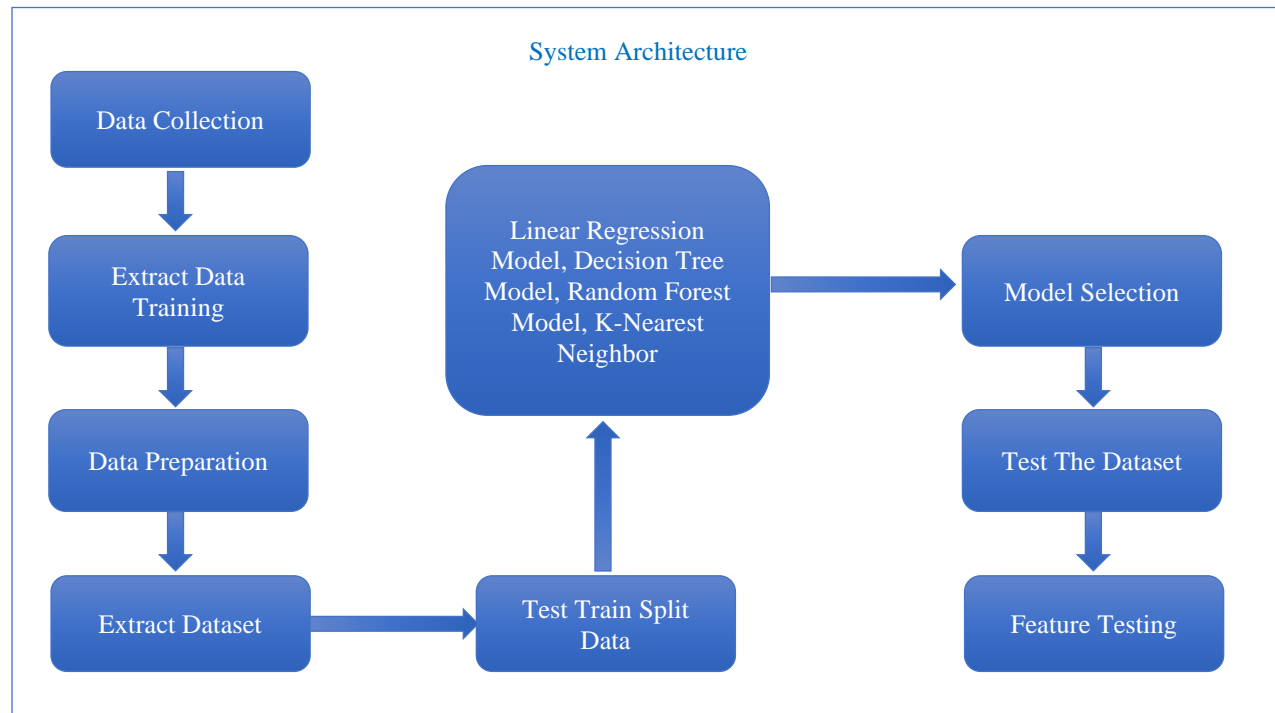 System Architecture
Data Collection
Extract Data
Training
Data Preparation
Extract Dataset
Test Train Split
Data
Linear Regression
Model, Decision Tree
Model, Random Forest
Model, K-Nearest
Neighbor
Model Selection
Test The Dataset
Feature Testing